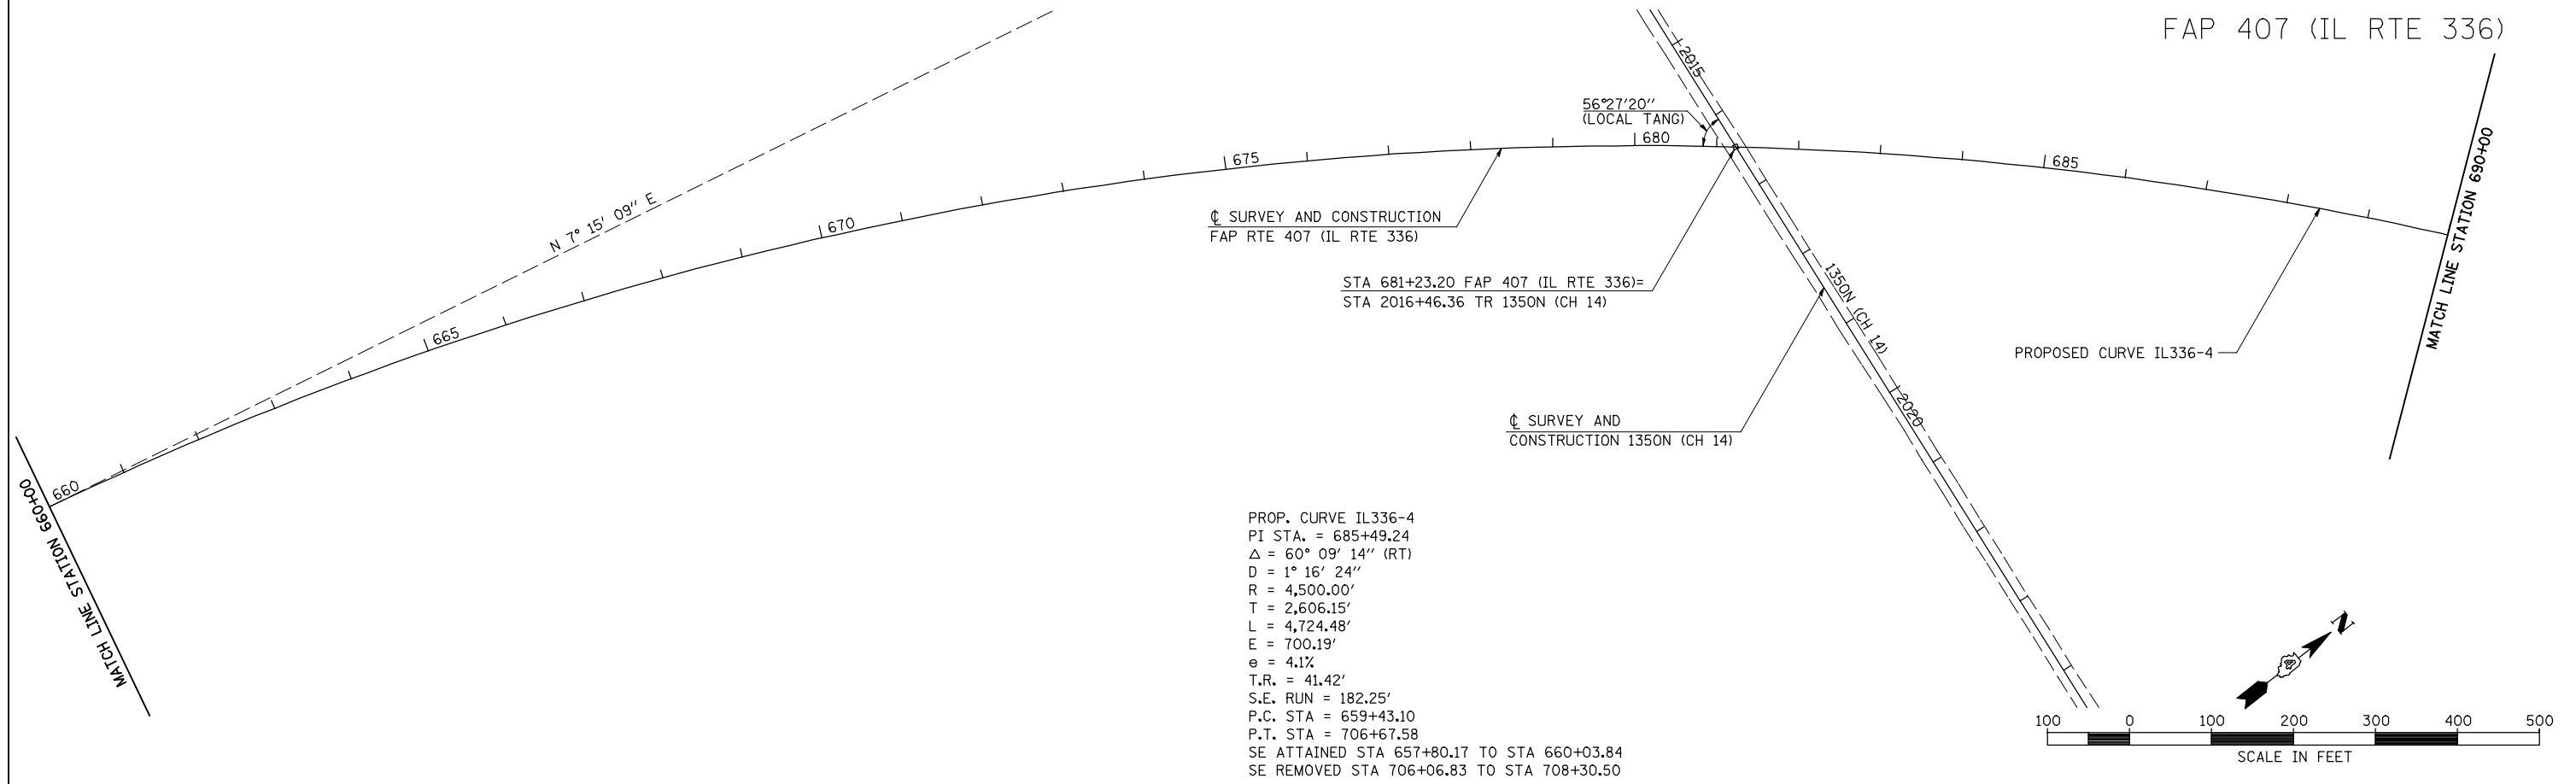 FAP 407 (IL RTE 336)
2015
56°27'20"
(LOCAL TANG)
680
675
685
MATCH LINE STATION 690+00
N 7° 15' 09" E
670
℄ SURVEY AND CONSTRUCTION
FAP RTE 407 (IL RTE 336)
STA 681+23.20 FAP 407 (IL RTE 336)=
STA 2016+46.36 TR 1350N (CH 14)
1350N (CH 14)
665
PROPOSED CURVE IL336-4
2020
℄ SURVEY AND
CONSTRUCTION 1350N (CH 14)
660
MATCH LINE STATION 660+00
PROP. CURVE IL336-4
PI STA. = 685+49.24
△ = 60° 09' 14" (RT)
D = 1° 16' 24"
R = 4,500.00'
T = 2,606.15'
L = 4,724.48'
E = 700.19'
e = 4.1%
T.R. = 41.42'
S.E. RUN = 182.25'
P.C. STA = 659+43.10
P.T. STA = 706+67.58
SE ATTAINED STA 657+80.17 TO STA 660+03.84
SE REMOVED STA 706+06.83 TO STA 708+30.50
N
100 0 100 200 300 400 500
SCALE IN FEET